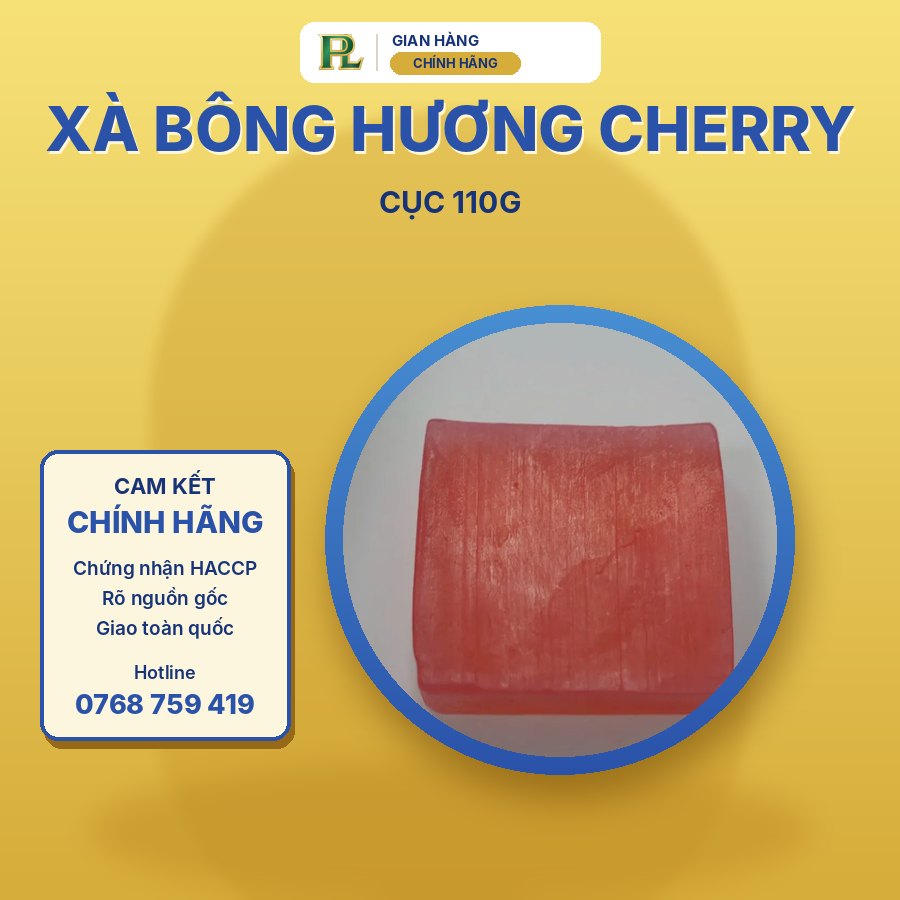 PL
GIAN HÀNG
CHÍNH HÃNG
XÀ BÔNG HƯƠNG CHERRY
CỤC 110G
CAM KẾT
CHÍNH HÃNG
Chứng nhận HACCP
Rõ nguồn gốc
Giao toàn quốc
Hotline
0768 759 419